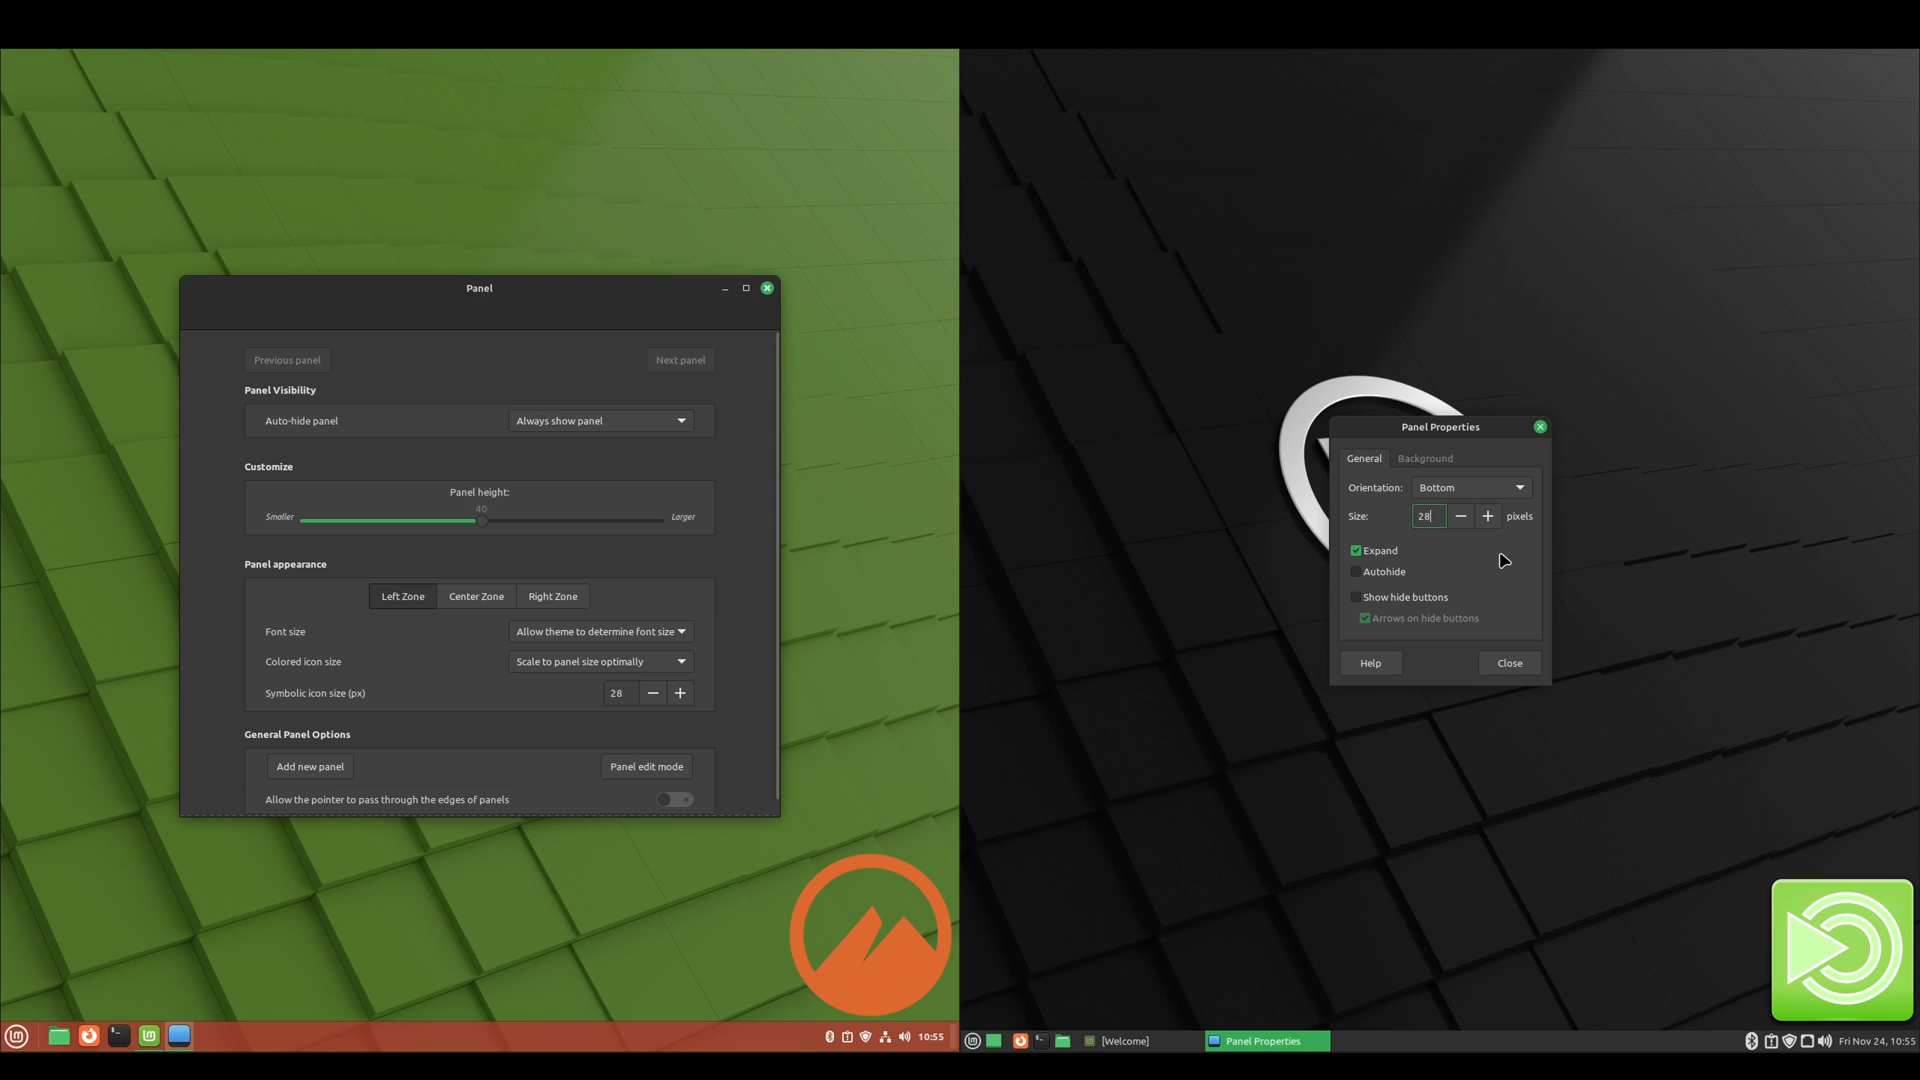 Panel
Previous panel
Next panel
Panel Visibility
Auto-hide panel
Always show panel
Customize
Panel height:
40
Smaller
Larger
Panel appearance
Left Zone
Center Zone
Right Zone
Font size
Allow theme to determine font size
Colored icon size
Scale to panel size optimally
Symbolic icon size (px)
28
General Panel Options
Add new panel
Panel edit mode
Allow the pointer to pass through the edges of panels
10:55
Panel Properties
General
Background
Orientation:
Bottom
Size:
28
pixels
Expand
Autohide
Show hide buttons
Arrows on hide buttons
Help
Close
[Welcome]
Panel Properties
Fri Nov 24, 10:55